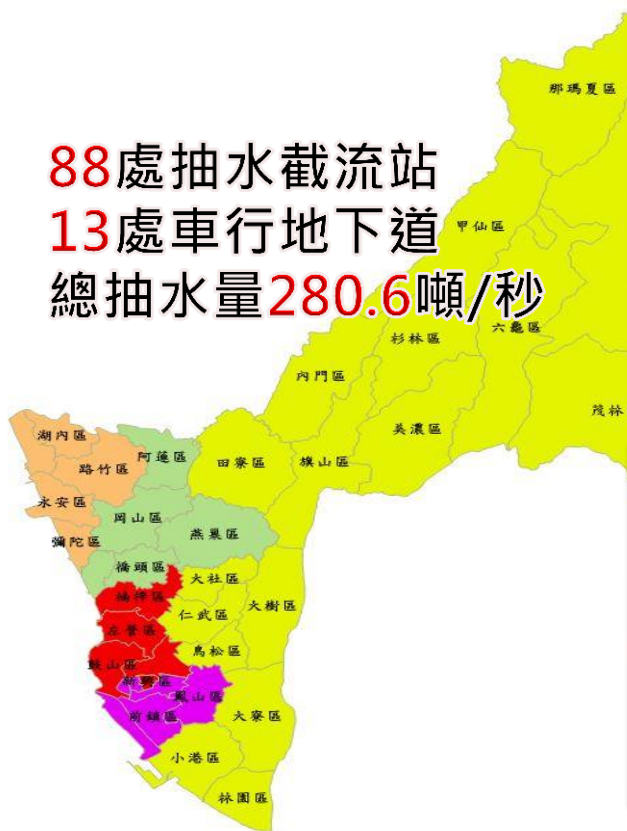 那瑪夏區
88處抽水截流站
13處車行地下道
甲仙區
總抽水量280.6噸/秒
六龜區
杉林區
內門區
茂林
美濃區
湖內區
阿蓮區
路竹區
田寮區
旗山區
永安區
岡山區
燕巢區
彌陀區
橋頭區
大社區
楠梓區
大樹區
仁武區
左營區
鳥松區
鼓山區
新興區
鳳山區
前鎮區
大寮區
小港區
林園區